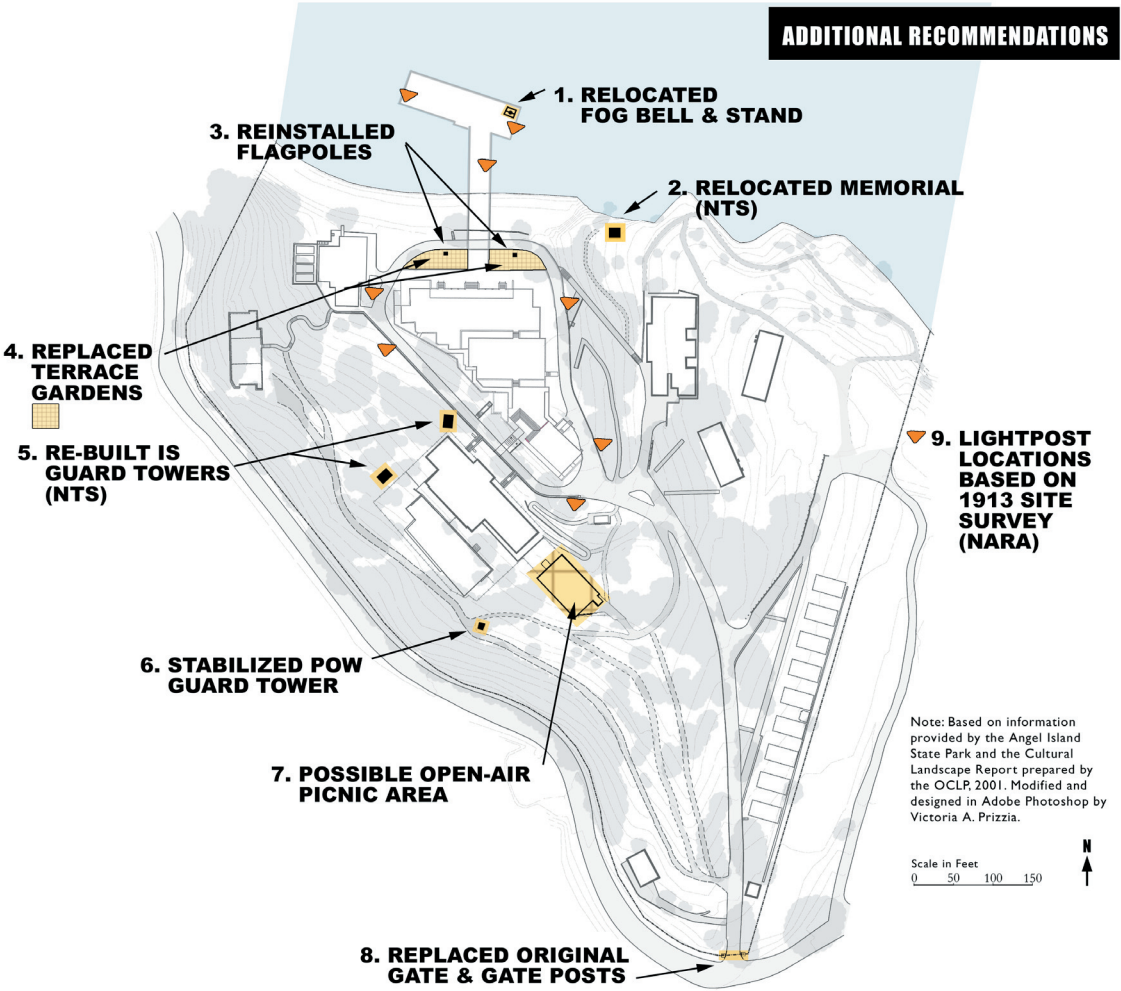 ADDITIONAL RECOMMENDATIONS
1. RELOCATED
FOG BELL & STAND
3. REINSTALLED
FLAGPOLES
2. RELOCATED MEMORIAL
(NTS)
4. REPLACED
TERRACE
GARDENS
5. RE-BUILT IS
GUARD TOWERS
(NTS)
9. LIGHTPOST
LOCATIONS
BASED ON
1913 SITE
SURVEY
(NARA)
6. STABILIZED POW
GUARD TOWER
7. POSSIBLE OPEN-AIR
PICNIC AREA
Note: Based on information
provided by the Angel Island
State Park and the Cultural
Landscape Report prepared by
the OCLP, 2001. Modified and
designed in Adobe Photoshop by
Victoria A. Prizzia.
N
Scale in Feet
0 50 100 150
8. REPLACED ORIGINAL
GATE & GATE POSTS